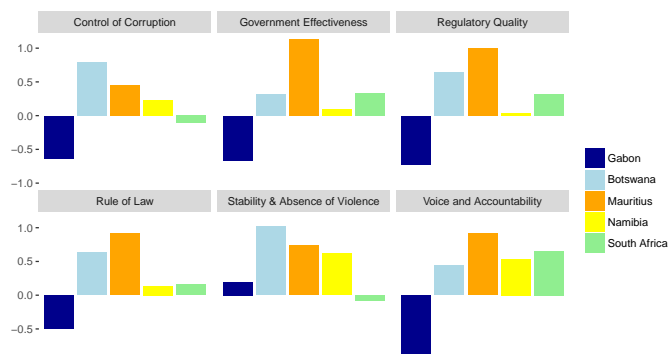 Control of Corruption
Government Effectiveness
Regulatory Quality
1.0
0.5
0.0
−0.5
−1.0
Rule of Law
Stability & Absence of Violence
Voice and Accountability
1.0
0.5
0.0
−0.5
Gabon
Botswana
Mauritius
Namibia
South Africa